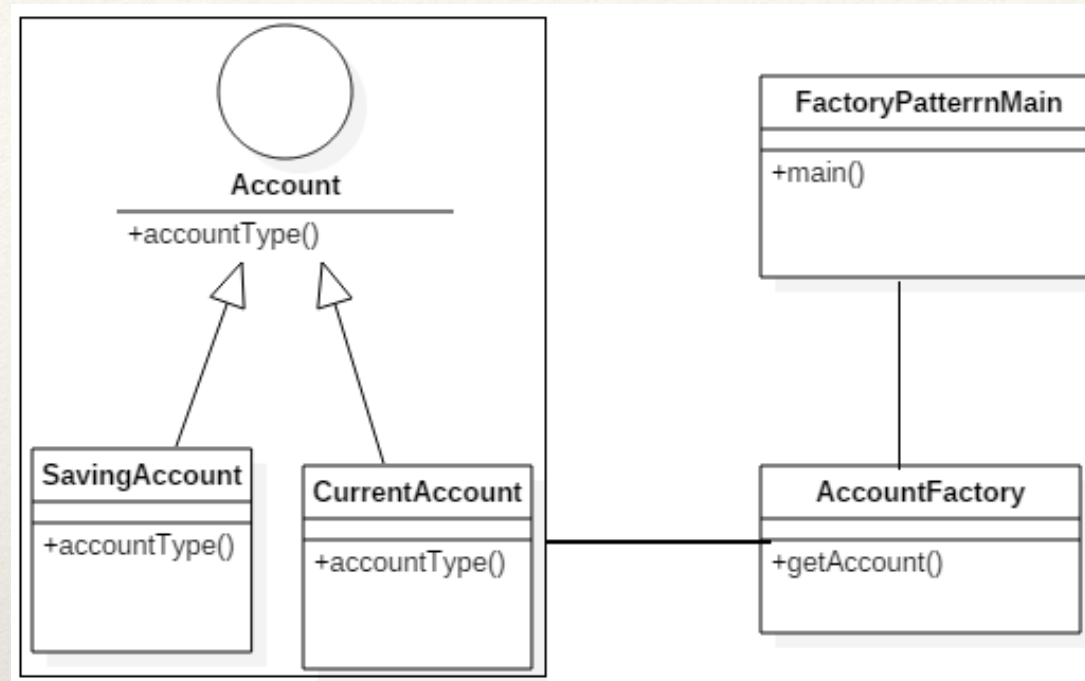 Account
+accountType()
SavingAccount
+accountType()
CurrentAccount
+accountType()
FactoryPatterrnMain
+main()
AccountFactory
+getAccount()